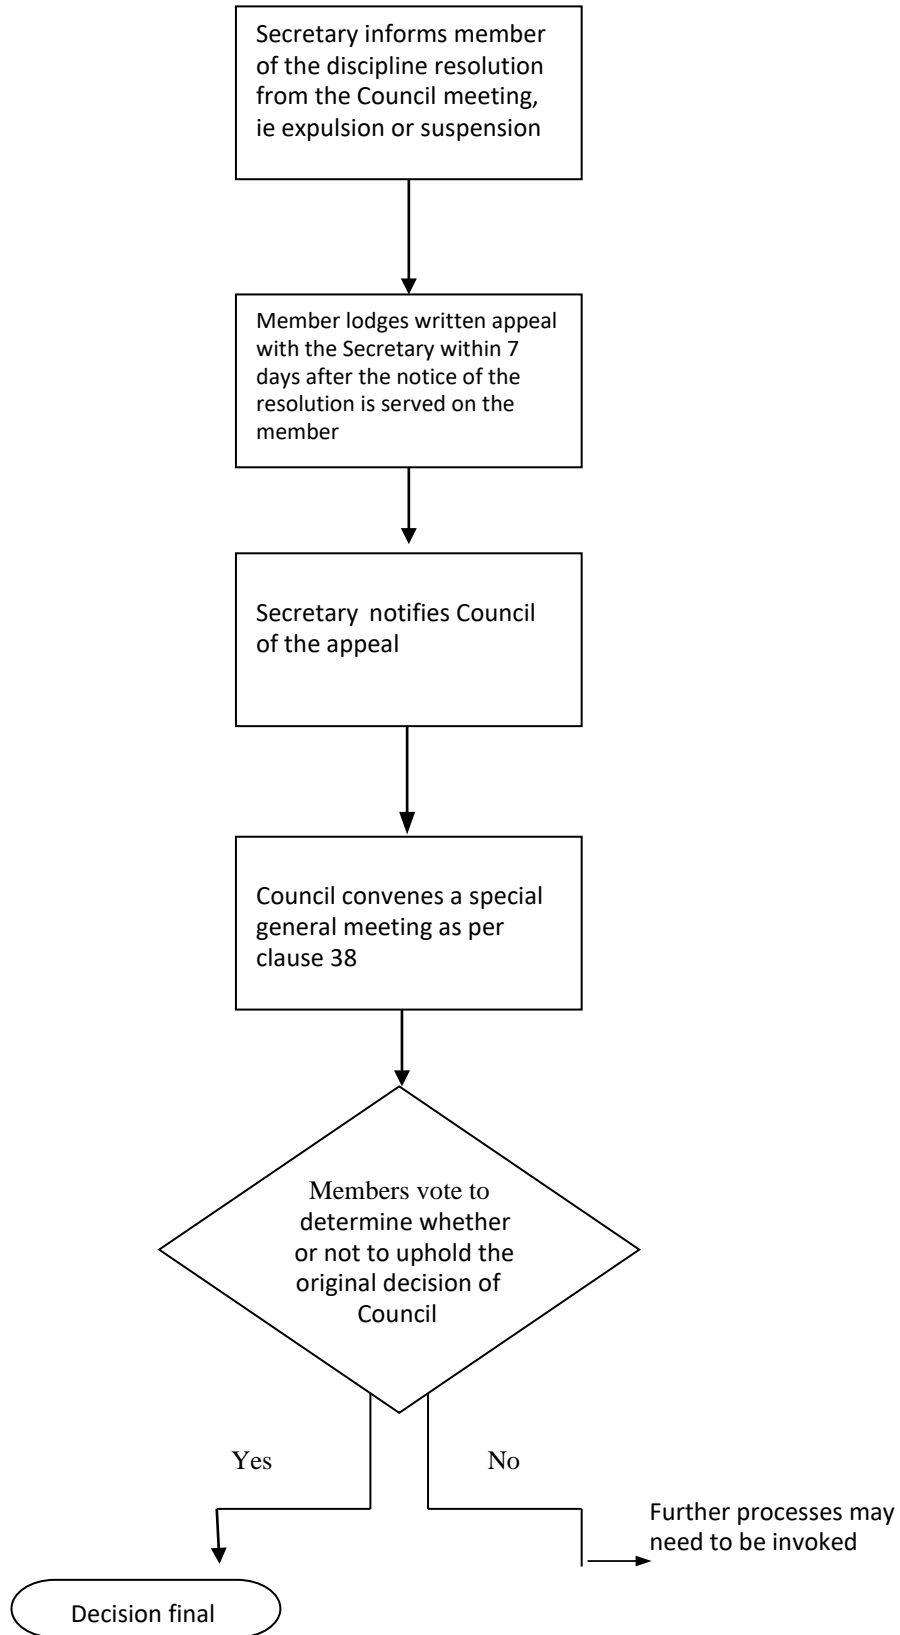 Secretary informs member
of the discipline resolution
from the Council meeting,
ie expulsion or suspension
Member lodges written appeal
with the Secretary within 7
days after the notice of the
resolution is served on the
member
Secretary  notifies Council
of the appeal
Council convenes a special
general meeting as per
clause 38
Members vote to
determine whether
or not to uphold the
original decision of
Council
Yes
No
Further processes may
need to be invoked
Decision final